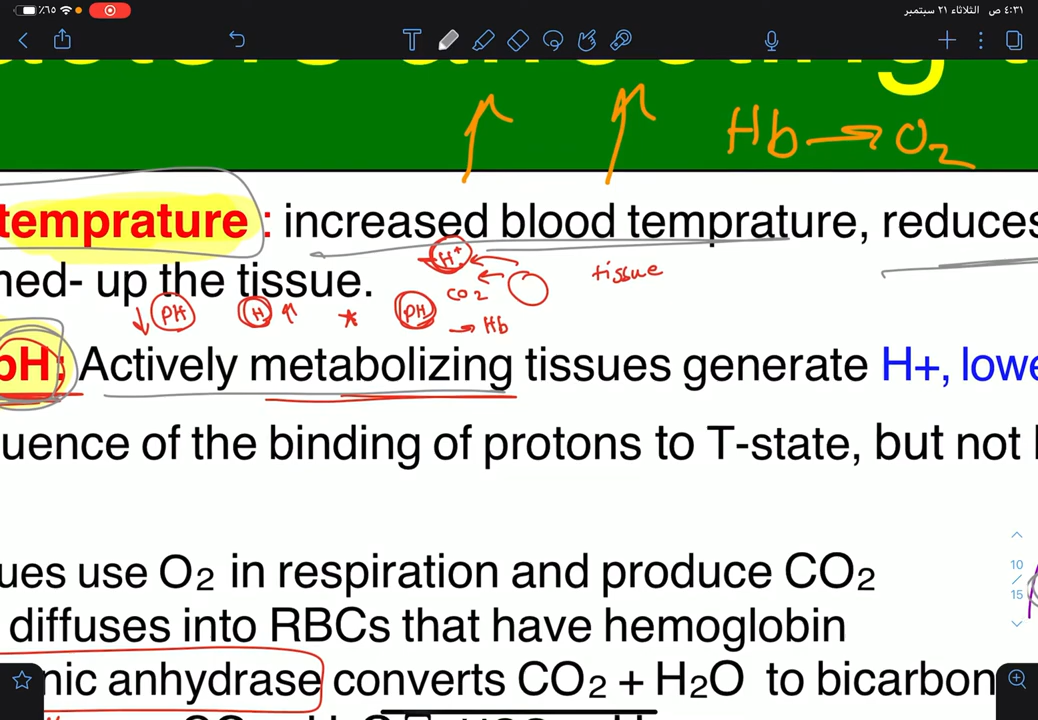 ٪٦٥ ٤:٣١ ص الثلاثاء ٢١ سبتمبر
Hb → O₂
temprature : increased blood temprature, reduces
H+
tissue
ned- up the tissue.
CO₂
↓ PH H ↑ * PH
→ Hb
pH; Actively metabolizing tissues generate H+, lowe
uence of the binding of protons to T-state, but not
ues use O₂ in respiration and produce CO₂
10
/
15
diffuses into RBCs that have hemoglobin
nic anhydrase converts CO₂ + H₂O to bicarbon